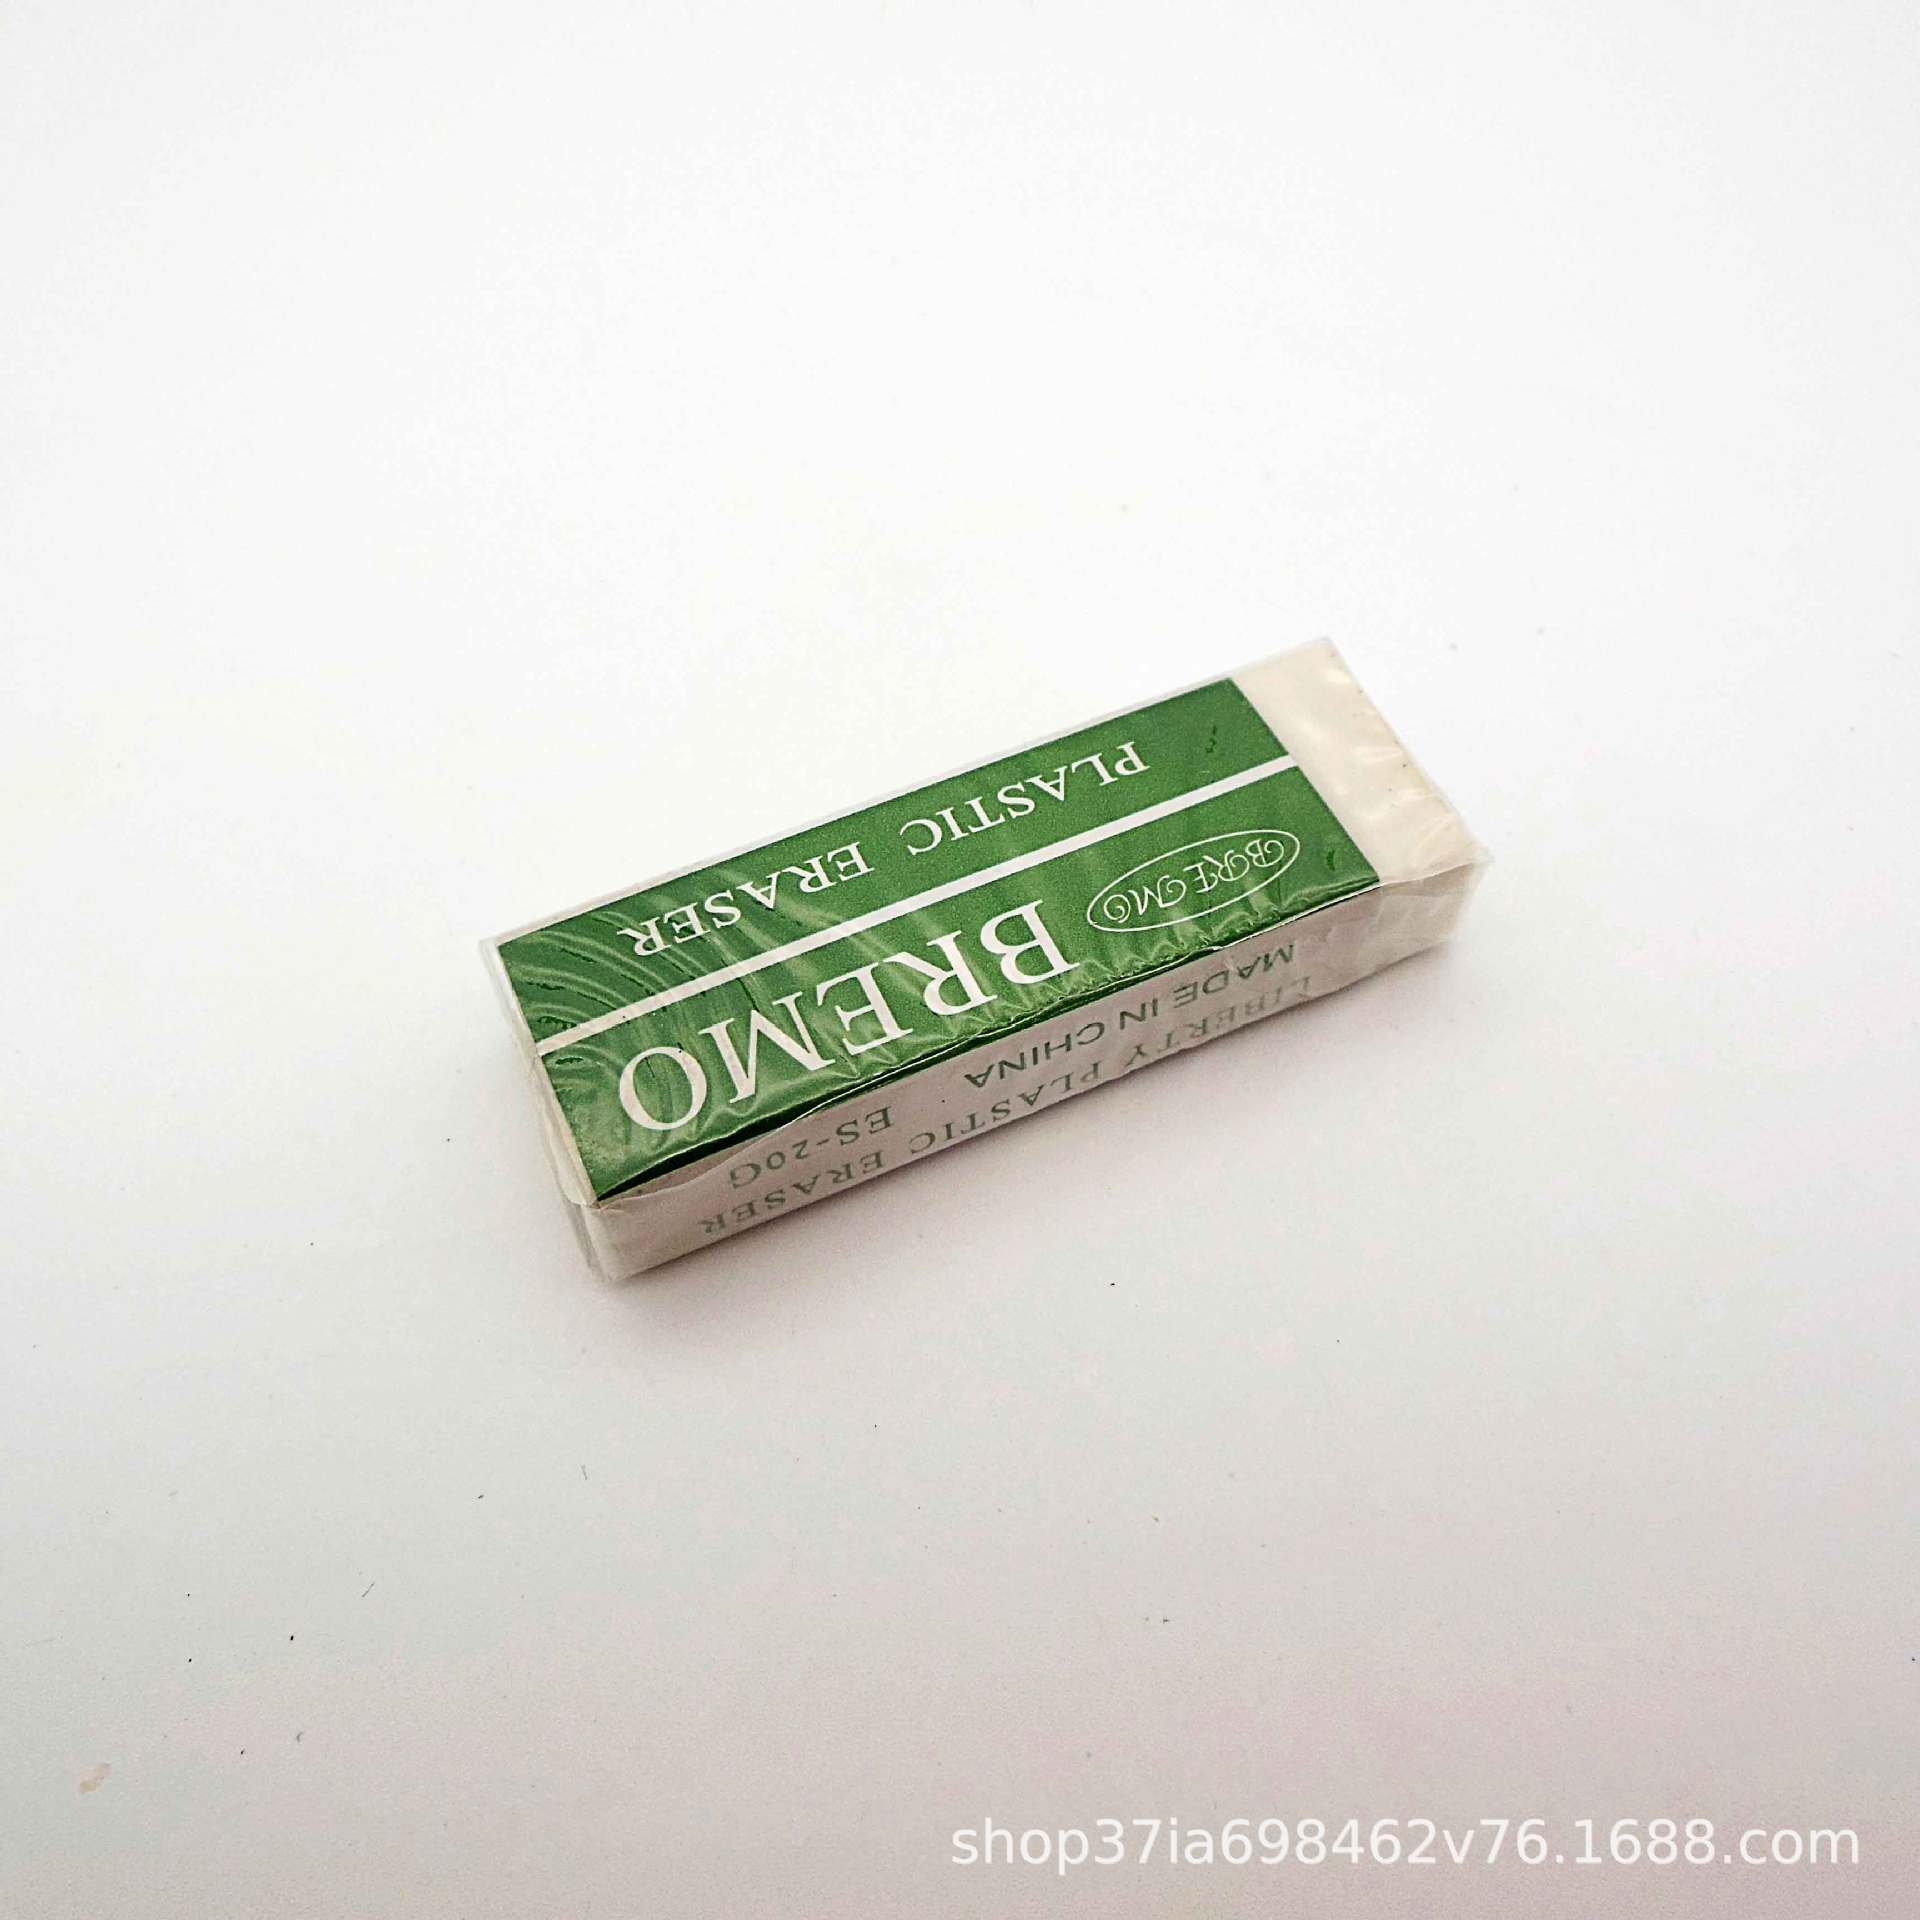 BREMO
BREMO
PLASTIC ERASER
LIBERTY PLASTIC ERASER
MADE IN CHINA ES-20G
shop37ia698462v76.1688.com